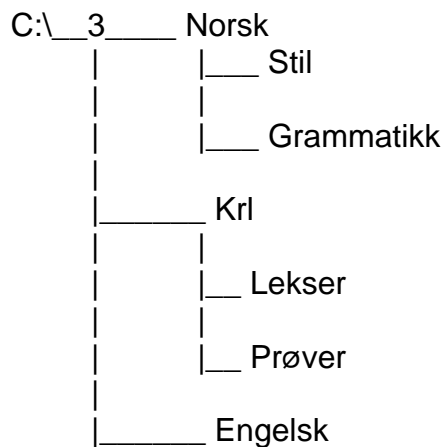 C:\__3____ Norsk
|___ Stil
|___ Grammatikk
|______ Krl
|__ Lekser
|__ Prøver
|______ Engelsk